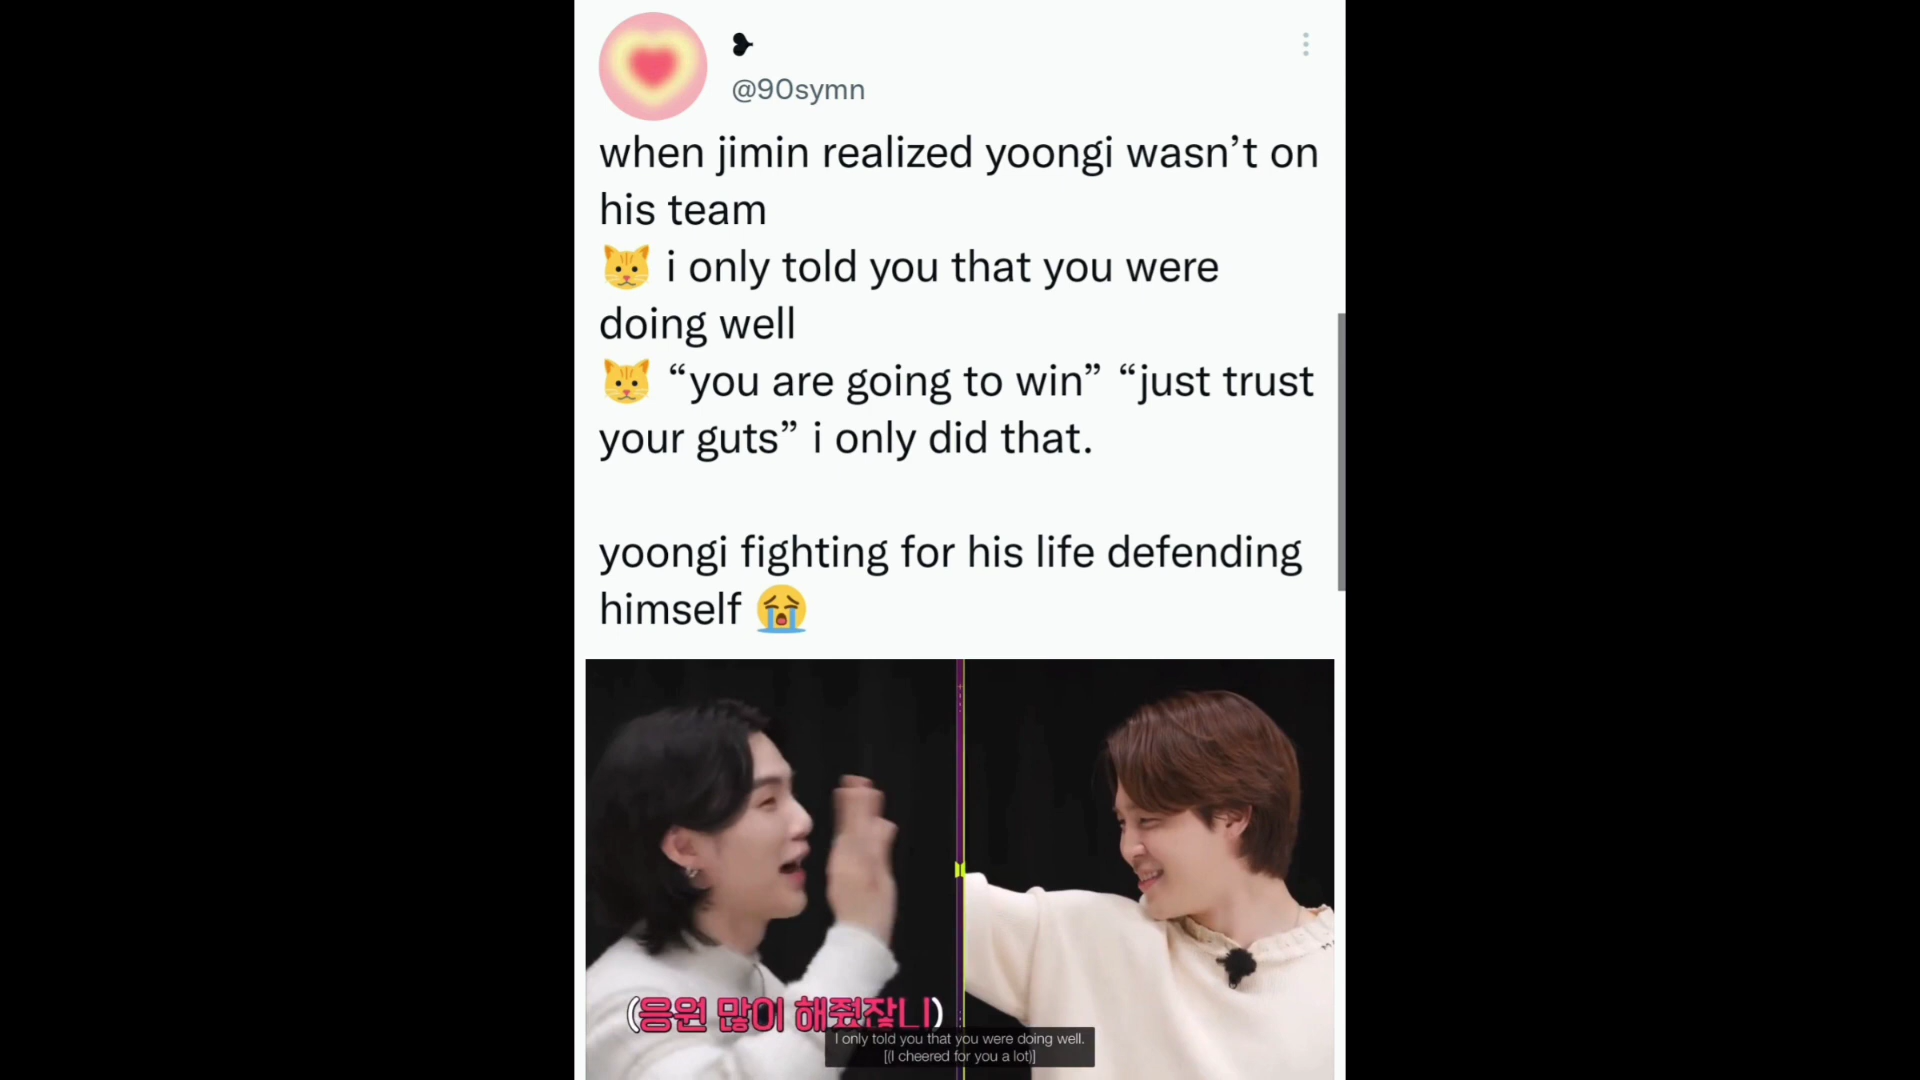 @90symn
when jimin realized yoongi wasn’t on
his team
🐱 i only told you that you were
doing well
🐱 “you are going to win” “just trust
your guts” i only did that.
yoongi fighting for his life defending
himself 😭
(응원 많이 해줬잖니)
I only told you that you were doing well.
[(I cheered for you a lot)]